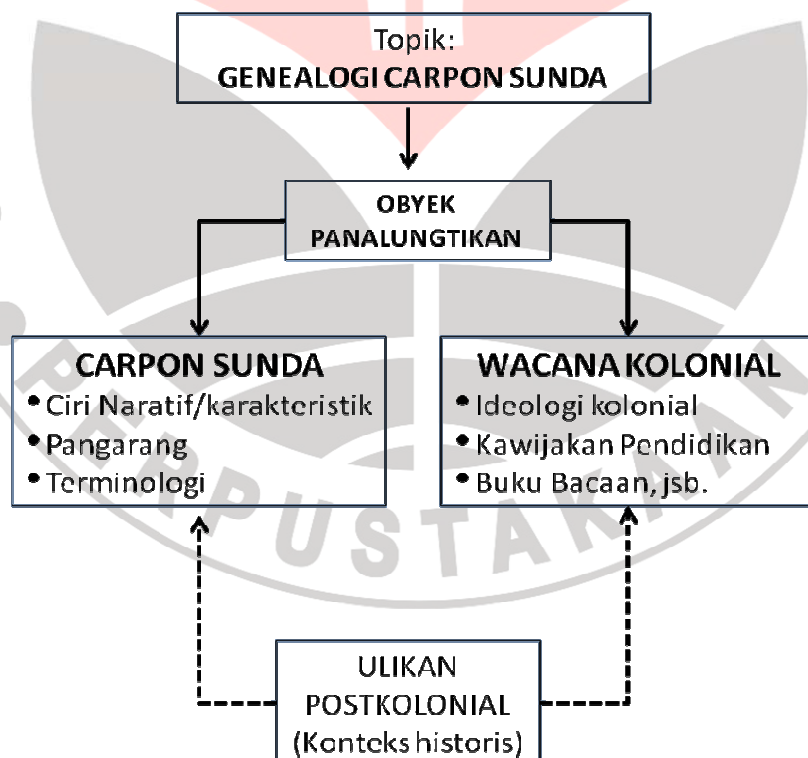 Topik:
GENEALOGI CARPON SUNDA
OBYEK
PANALUNGTIKAN
CARPON SUNDA
• Ciri Naratif/karakteristik
• Pangarang
• Terminologi
WACANA KOLONIAL
• Ideologi kolonial
• Kawijakan Pendidikan
• Buku Bacaan, jsb.
PERPUSTAKAAN
ULIKAN
POSTKOLONIAL
(Konteks historis)